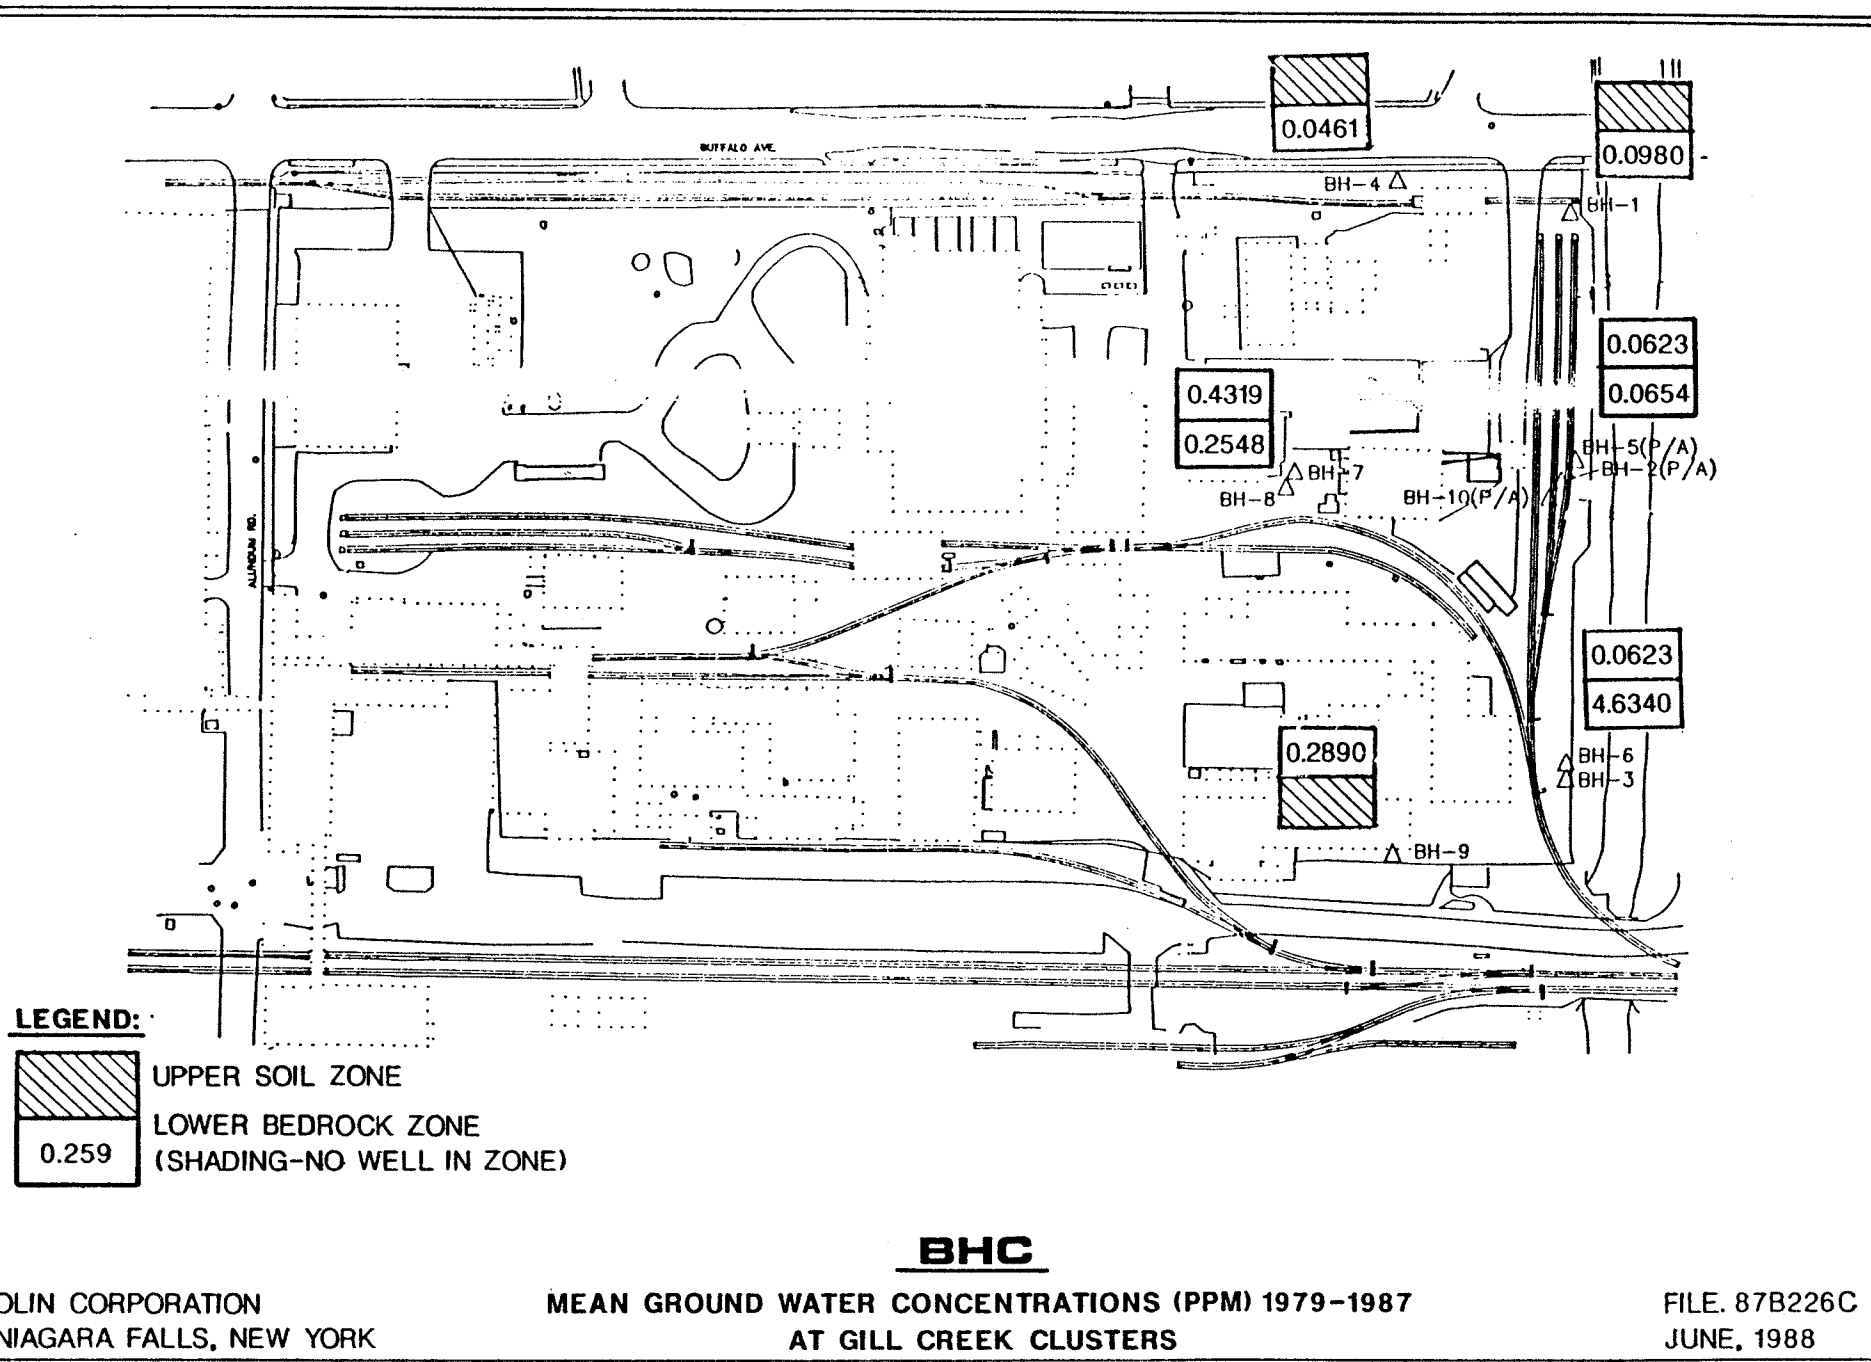 0.0461
0.0980
BUFFALO AVE.
BH-4
BH-1
0.0623
0.0654
0.4319
0.2548
BH-5(P/A)
BH-2(P/A)
BH-7
BH-8
BH-10(P/A)
ALLROUM RD.
0.0623
4.6340
0.2890
BH-6
BH-3
BH-9
LEGEND:
UPPER SOIL ZONE
LOWER BEDROCK ZONE
0.259
(SHADING-NO WELL IN ZONE)
BHC
OLIN CORPORATION
MEAN GROUND WATER CONCENTRATIONS (PPM) 1979-1987
FILE. 87B226C
NIAGARA FALLS, NEW YORK
AT GILL CREEK CLUSTERS
JUNE, 1988